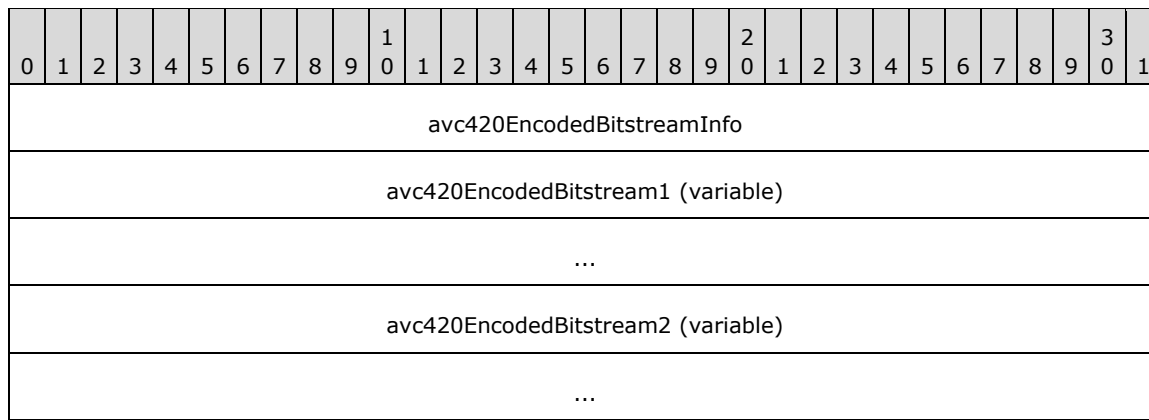 1 2 3
0 1 2 3 4 5 6 7 8 9 0 1 2 3 4 5 6 7 8 9 0 1 2 3 4 5 6 7 8 9 0 1
avc420EncodedBitstreamInfo
avc420EncodedBitstream1 (variable)
...
avc420EncodedBitstream2 (variable)
...